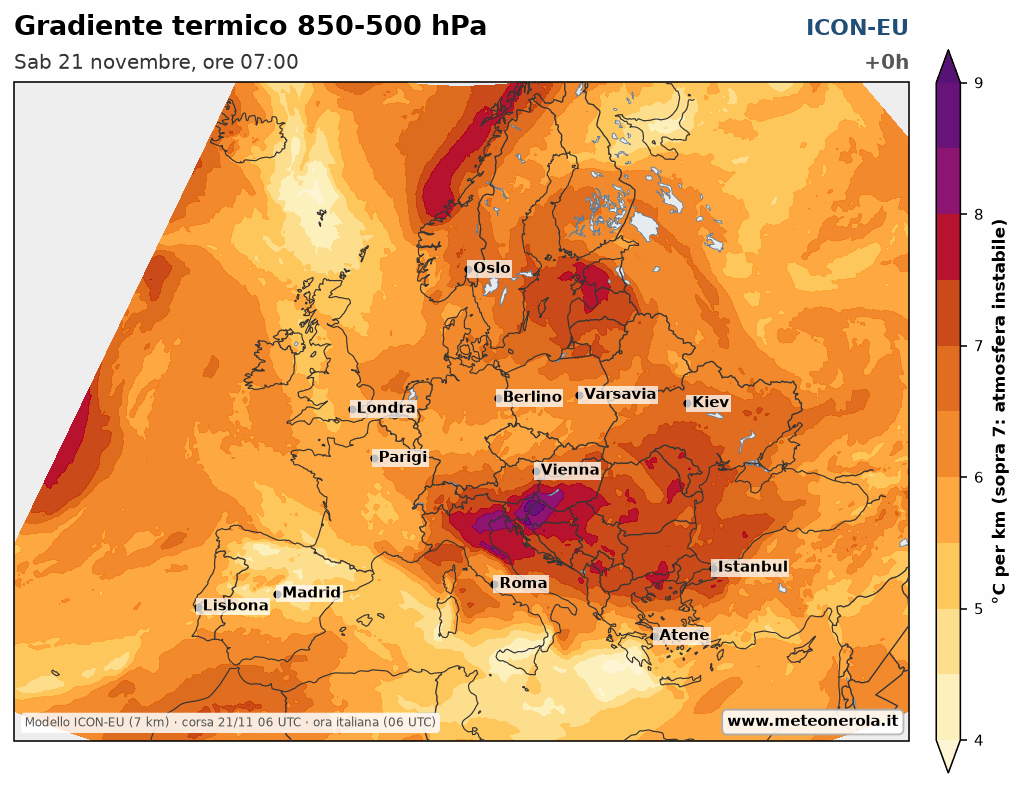 Gradiente termico 850-500 hPa
ICON-EU
Sab 21 novembre, ore 07:00
+0h
9
8
7
6
5
4
°C per km (sopra 7: atmosfera instabile)
Oslo
Londra
Berlino
Varsavia
Kiev
Parigi
Vienna
Istanbul
Roma
Madrid
Lisbona
Atene
Modello ICON-EU (7 km) · corsa 21/11 06 UTC · ora italiana (06 UTC)
www.meteonerola.it